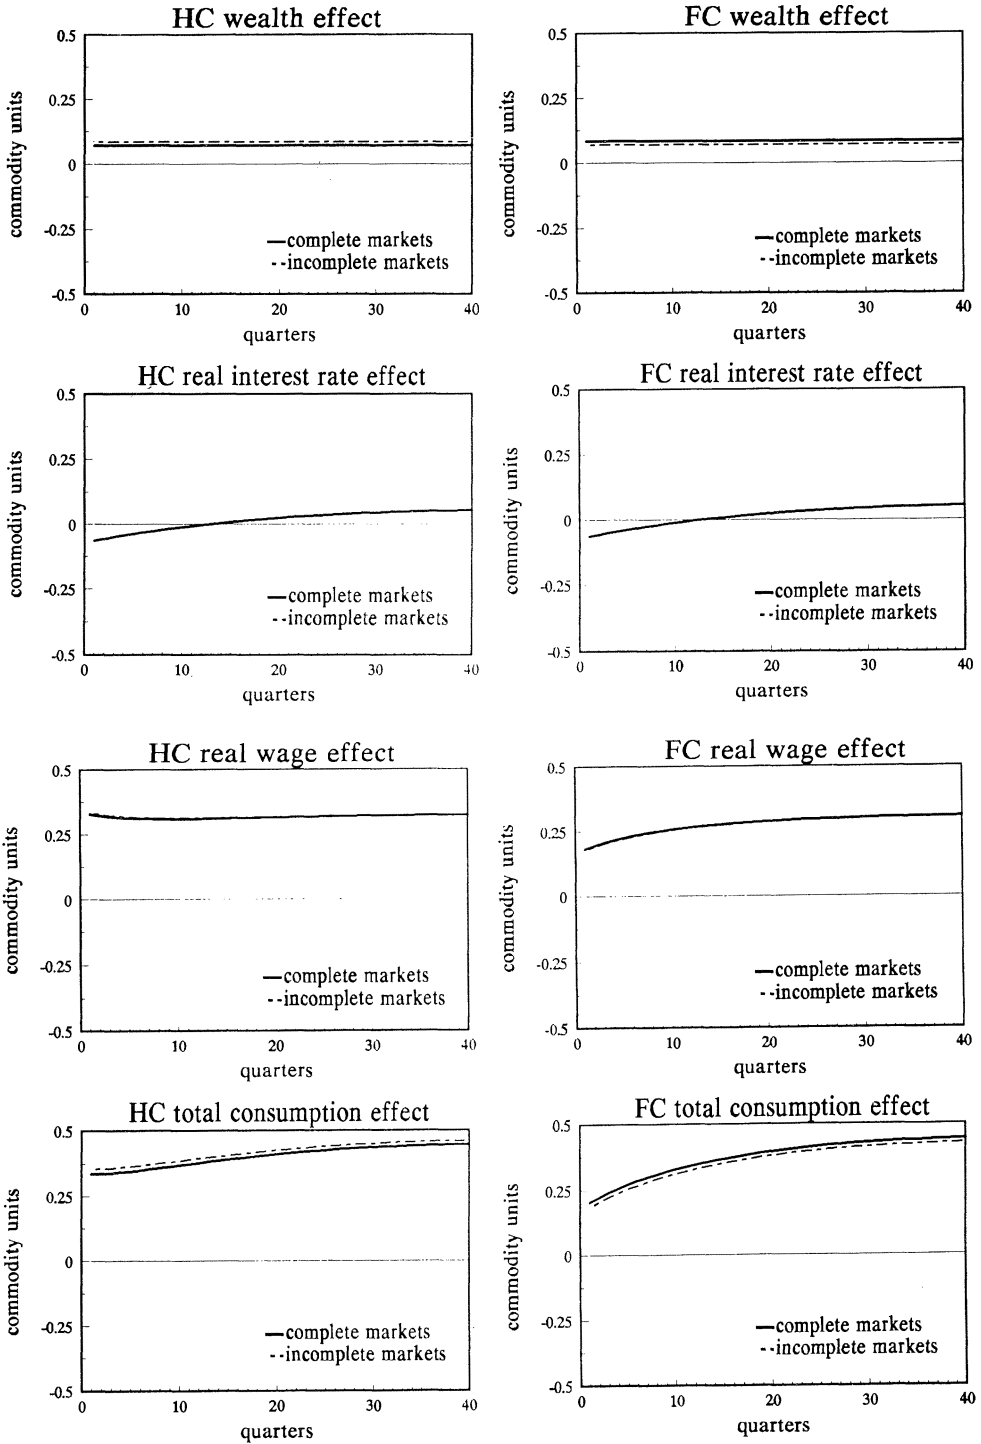 HC wealth effect
0.5
0.25
0
-0.25
-0.5
commodity units
complete markets
incomplete markets
0 10 20 30 40
quarters
FC wealth effect
0.5
0.25
0
-0.25
-0.5
commodity units
complete markets
incomplete markets
0 10 20 30 40
quarters
HC real interest rate effect
0.5
0.25
0
-0.25
-0.5
commodity units
complete markets
incomplete markets
0 10 20 30 40
quarters
FC real interest rate effect
0.5
0.25
0
-0.25
-0.5
commodity units
complete markets
incomplete markets
0 10 20 30 40
quarters
HC real wage effect
0.5
0.25
0
-0.25
-0.5
commodity units
complete markets
incomplete markets
0 10 20 30 40
quarters
FC real wage effect
0.5
0.25
0
-0.25
-0.5
commodity units
complete markets
incomplete markets
0 10 20 30 40
quarters
HC total consumption effect
0.5
0.25
0
-0.25
-0.5
commodity units
complete markets
incomplete markets
0 10 20 30 40
quarters
FC total consumption effect
0.5
0.25
0
-0.25
-0.5
commodity units
complete markets
incomplete markets
0 10 20 30 40
quarters